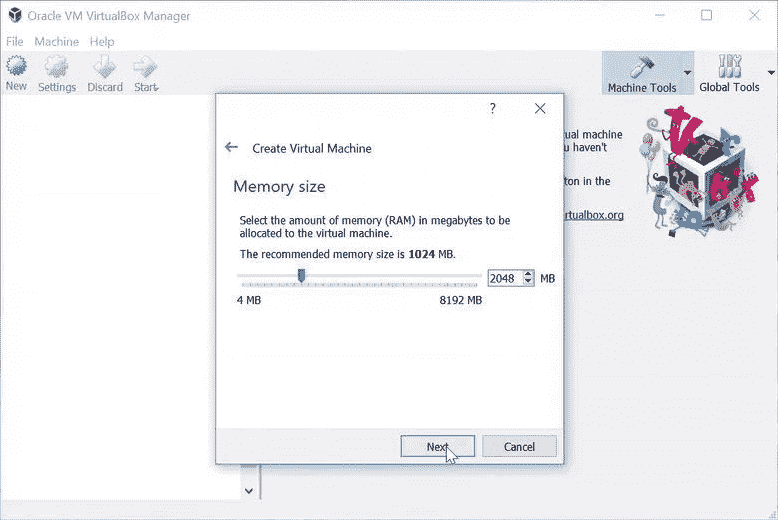 Oracle VM VirtualBox Manager
File Machine Help
New Settings Discard Start
Machine Tools Global Tools
? 
Create Virtual Machine
Memory size
Select the amount of memory (RAM) in megabytes to be
allocated to the virtual machine.
The recommended memory size is 1024 MB.
2048 MB
4 MB 8192 MB
Next Cancel
tual machine
u haven't
ton in the
rtualbox.org